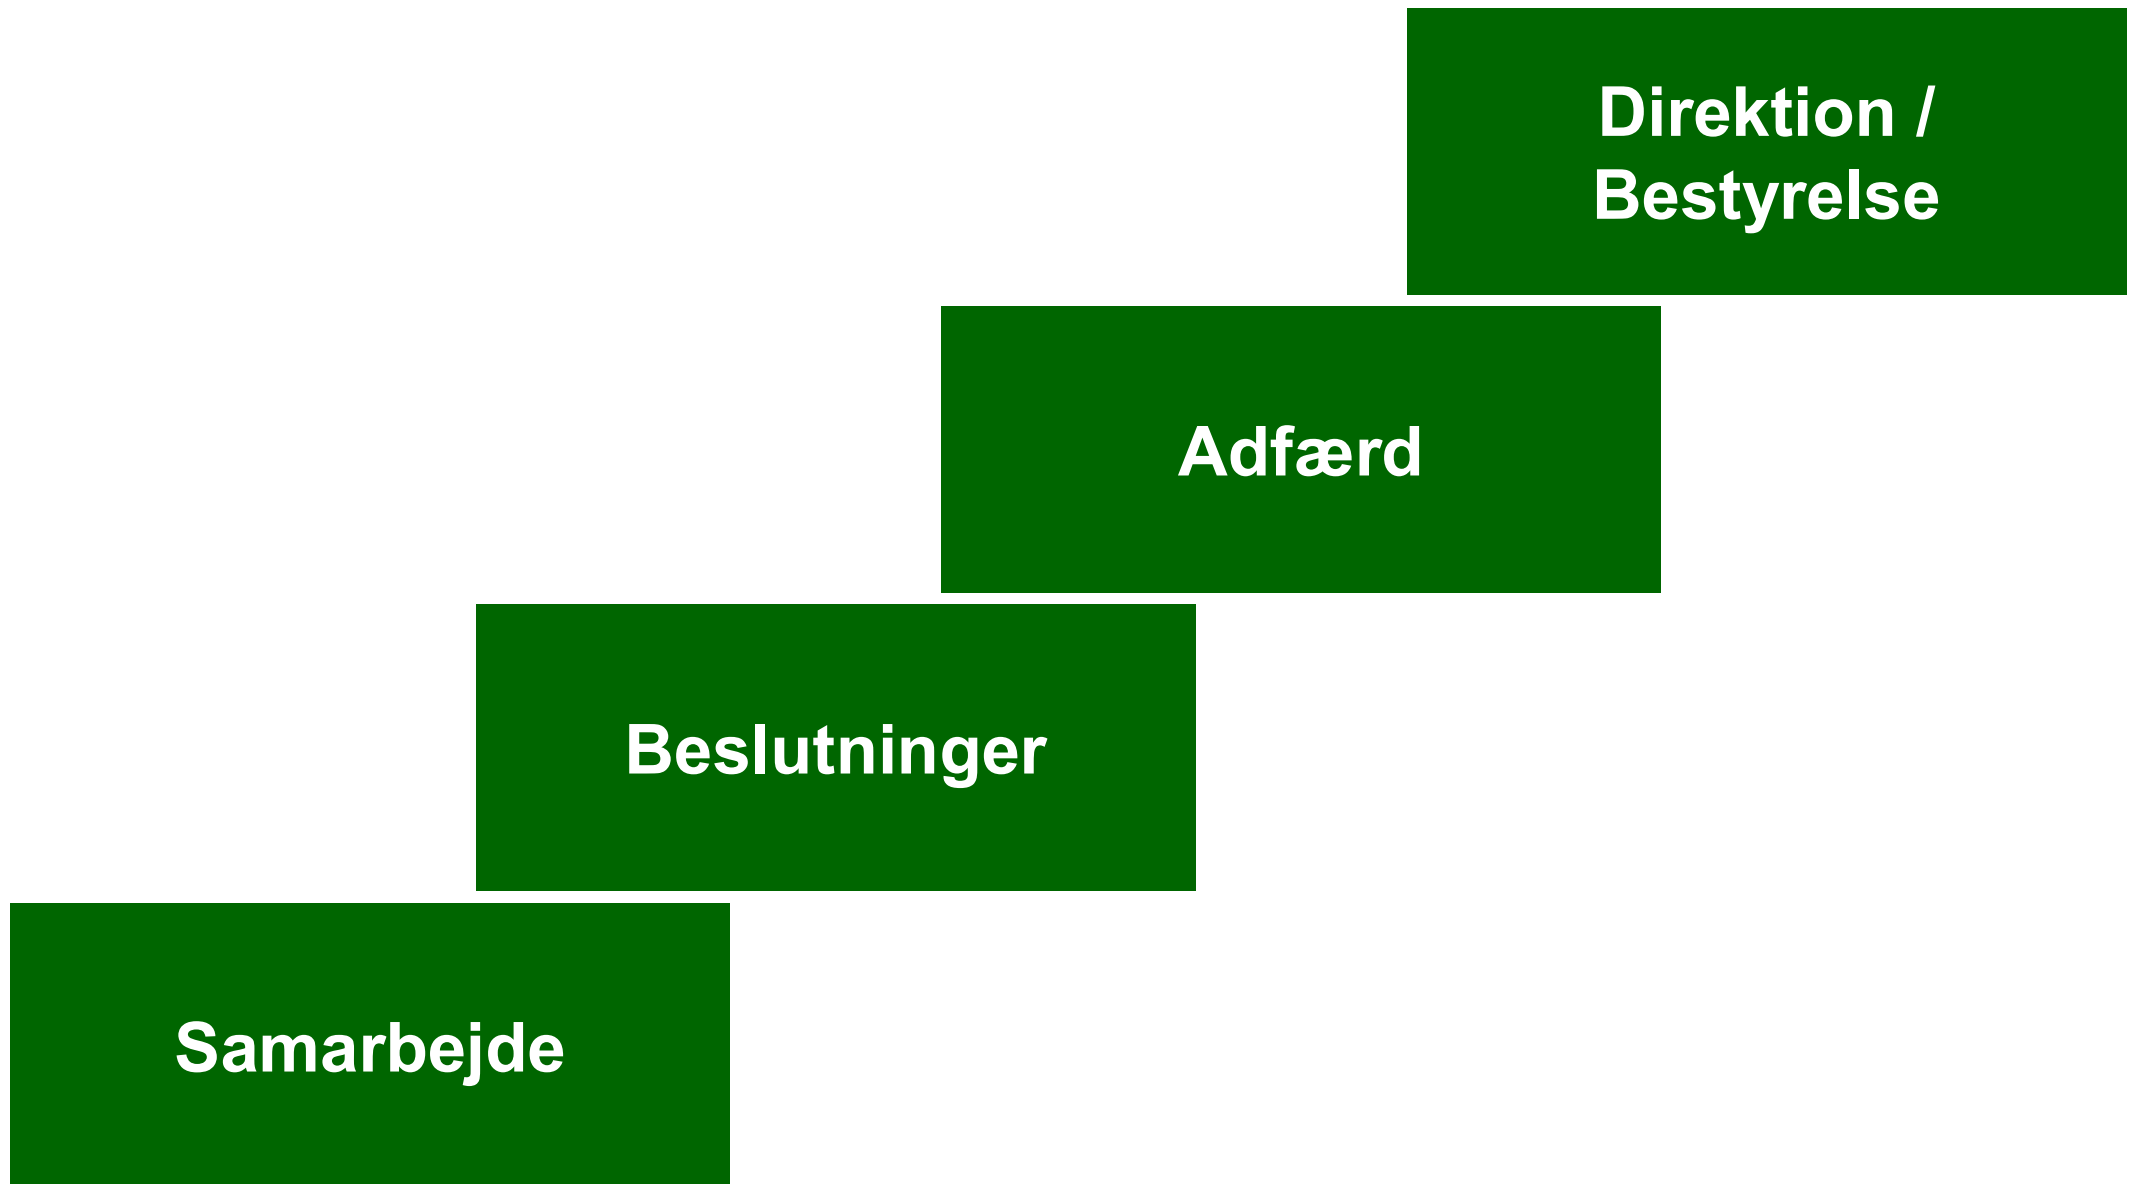 Direktion /
Bestyrelse
Adfærd
Beslutninger
Samarbejde